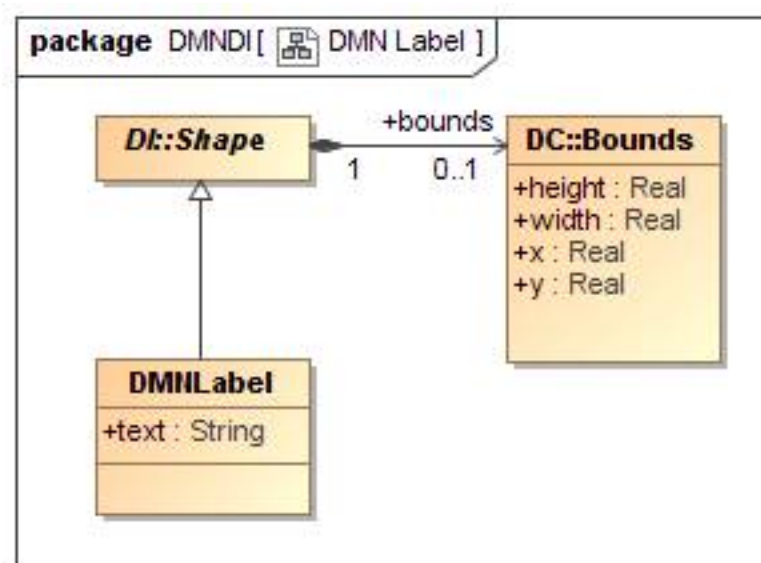 package DMNDI[ DMN Label ]
+bounds
DI::Shape
DC::Bounds
1 0..1
+height : Real
+width : Real
+x : Real
+y : Real
DMNLabel
+text : String